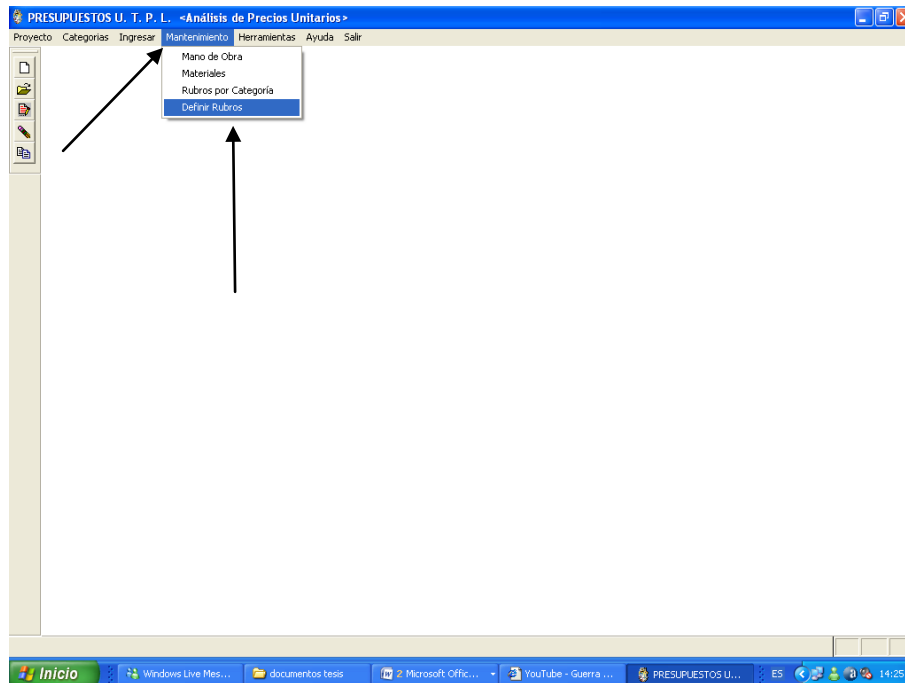 PRESUPUESTOS U. T. P. L. <Análisis de Precios Unitarios>
Proyecto Categorias Ingresar Mantenimiento Herramientas Ayuda Salir
Mano de Obra
Materiales
Rubros por Categoría
Definir Rubros
Inicio Windows Live Mes... documentos tesis 2 Microsoft Offic... YouTube - Guerra ... PRESUPUESTOS U... ES 14:25